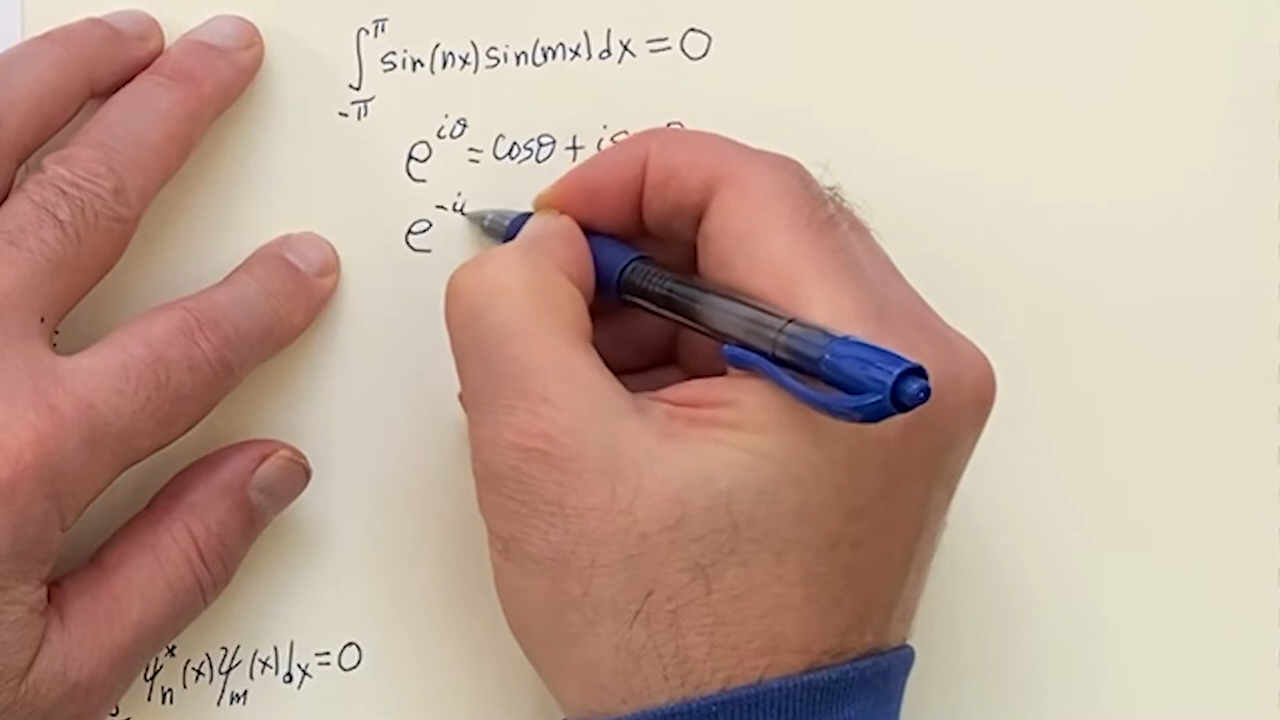 ∫_{-π}^{π} sin(nx)sin(mx)dx = 0
e^{iθ} = cosθ + i
e^{-i
ψ_n^*(x)ψ_m(x)dx = 0